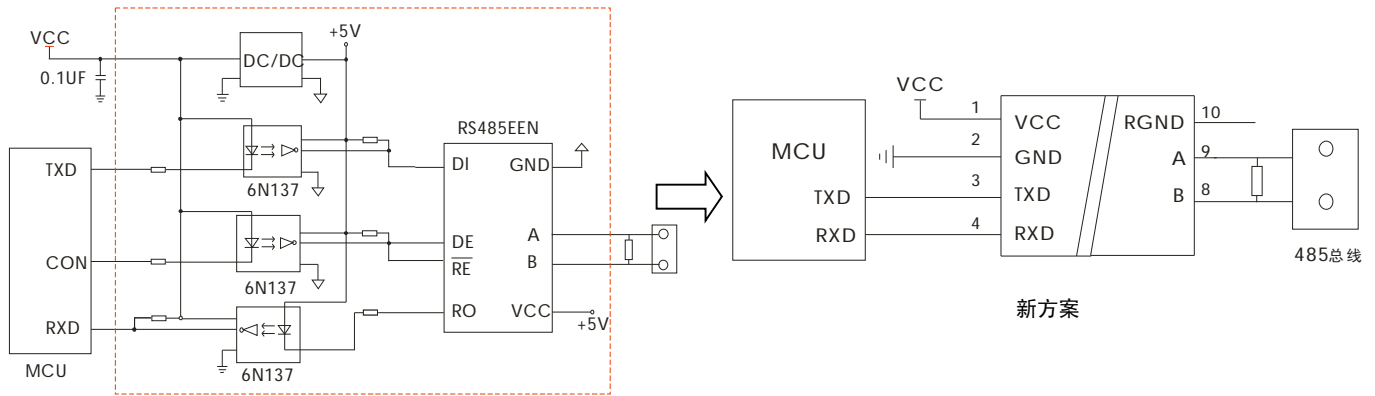 VCC
0.1UF
DC/DC
+5V
TXD
6N137
CON
6N137
RXD
6N137
MCU
RS485EEN
DI
GND
DE
A
RE
B
RO
VCC
+5V
MCU
TXD
RXD
VCC
1
2
3
4
VCC
GND
TXD
RXD
RGND
A
B
10
9
8
485总线
新方案